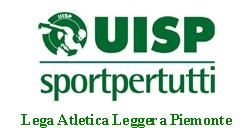 UISP
sportpertutti
Lega Atletica Leggera Piemonte